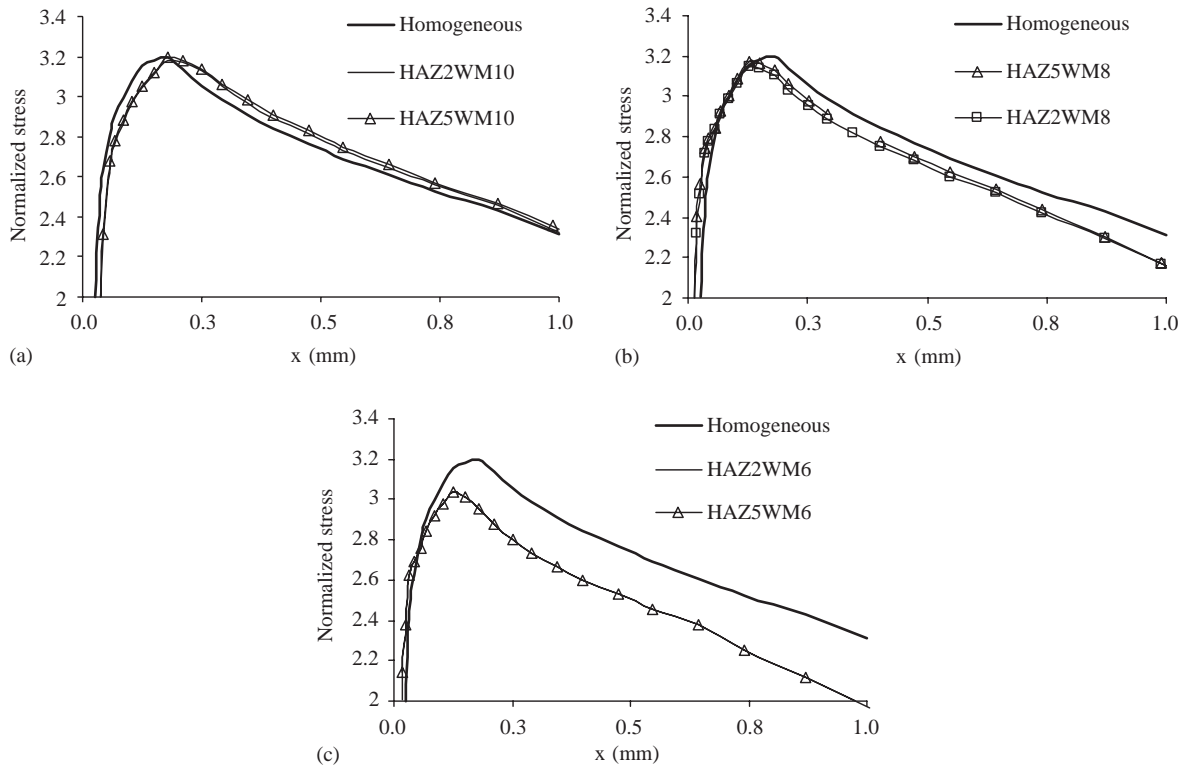 3.4
3.2
3
2.8
2.6
2.4
2.2
2
Normalized stress
Homogeneous
HAZ2WM10
HAZ5WM10
0.0 0.3 0.5 0.8 1.0
x (mm)
(a)
3.4
3.2
3
2.8
2.6
2.4
2.2
2
Normalized stress
Homogeneous
HAZ5WM8
HAZ2WM8
0.0 0.3 0.5 0.8 1.0
x (mm)
(b)
3.4
3.2
3
2.8
2.6
2.4
2.2
2
Normalized stress
Homogeneous
HAZ2WM6
HAZ5WM6
0.0 0.3 0.5 0.8 1.0
x (mm)
(c)